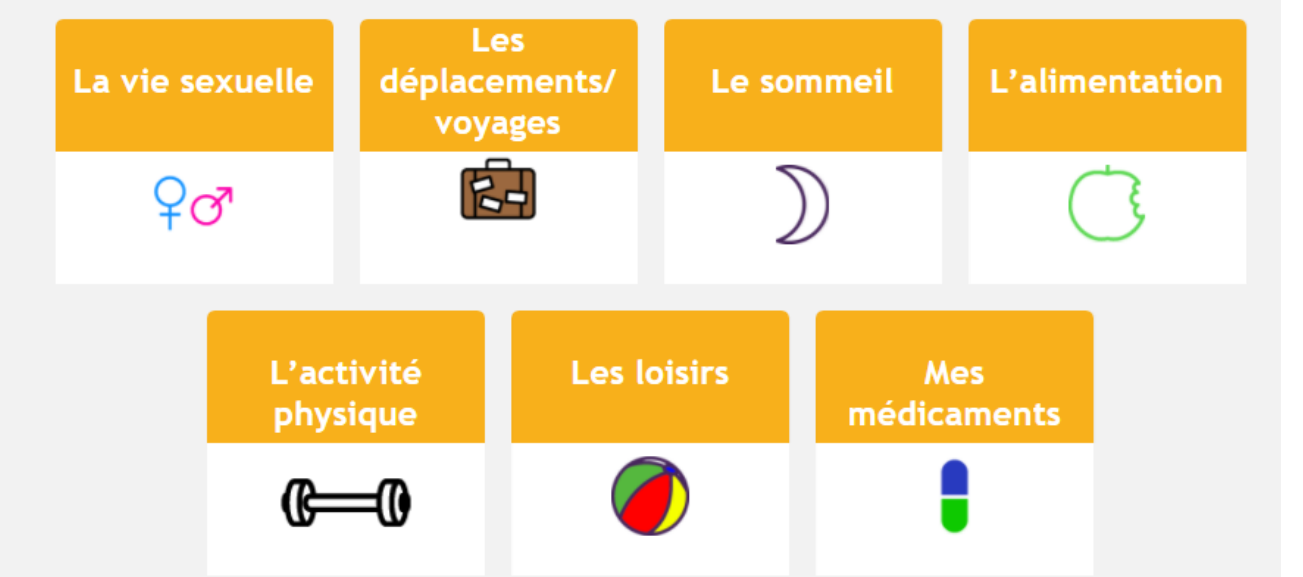 La vie sexuelle
Les
déplacements/
voyages
Le sommeil
L’alimentation
L’activité
physique
Les loisirs
Mes
médicaments